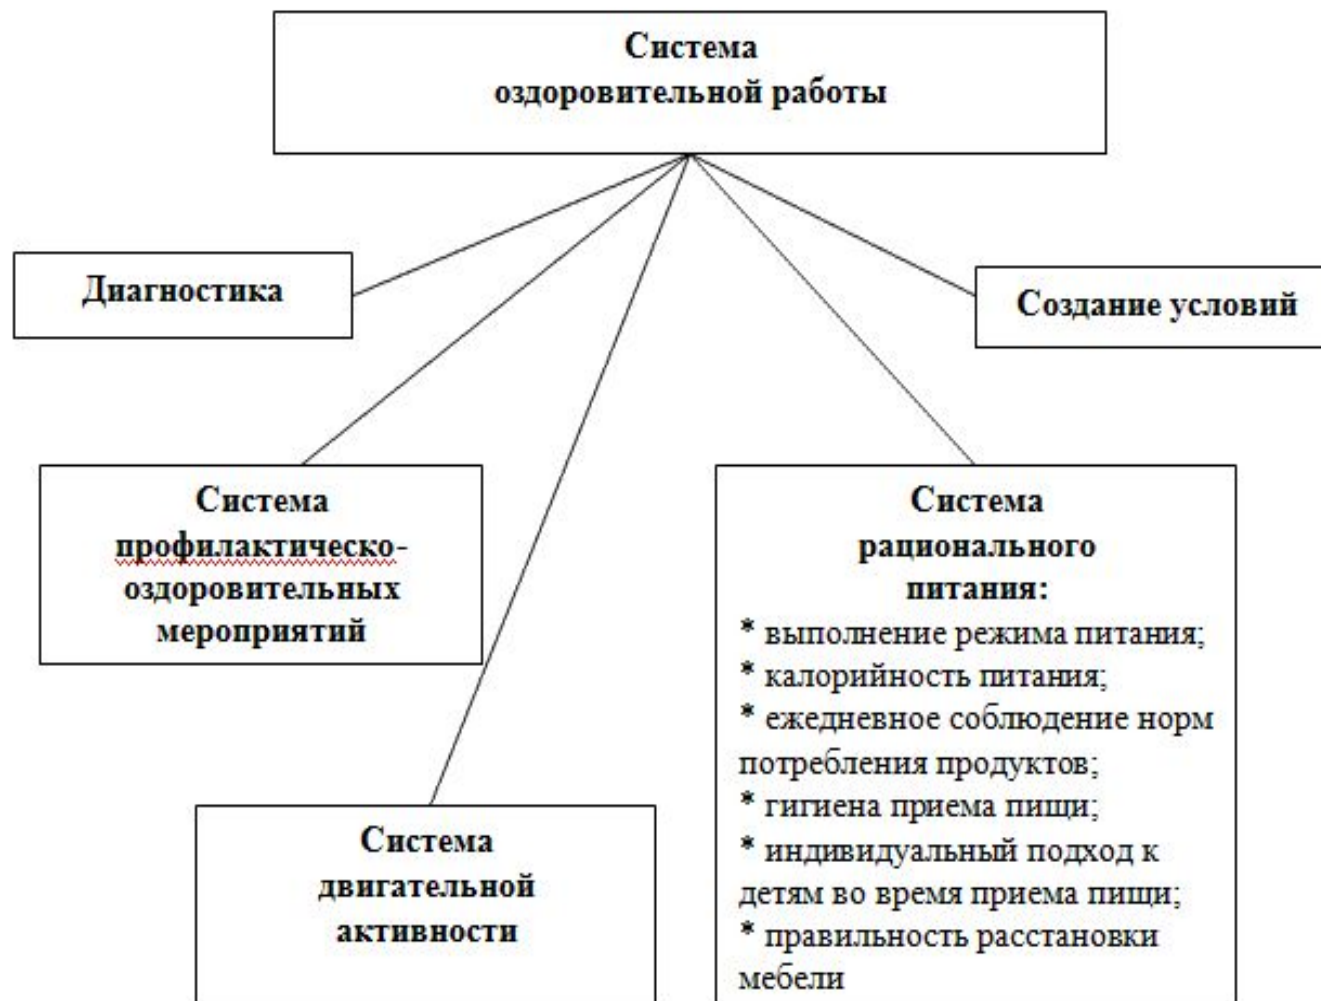 Система
оздоровительной работы
Диагностика
Создание условий
Система
профилактическо-
оздоровительных
мероприятий
Система
рационального
питания:
* выполнение режима питания;
* калорийность питания;
* ежедневное соблюдение норм
потребления продуктов;
* гигиена приема пищи;
* индивидуальный подход к
детям во время приема пищи;
* правильность расстановки
мебели
Система
двигательной
активности